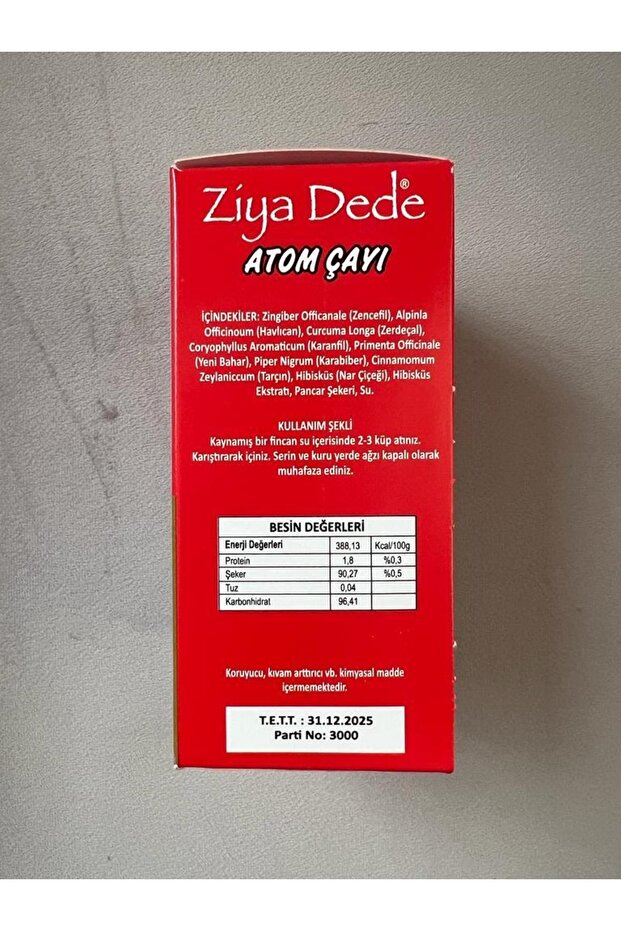 Ziya Dede®
ATOM ÇAYI
İÇİNDEKİLER: Zingiber Officanale (Zencefil), Alpinla
Officinoum (Havlıcan), Curcuma Longa (Zerdeçal),
Coryophyllus Aromaticum (Karanfil), Primenta Officinale
(Yeni Bahar), Piper Nigrum (Karabiber), Cinnamomum
Zeylaniccum (Tarçın), Hibisküs (Nar Çiçeği), Hibisküs
Ekstratı, Pancar Şekeri, Su.
KULLANIM ŞEKLİ
Kaynamış bir fincan su içerisinde 2-3 küp atınız.
Karıştırarak içiniz. Serin ve kuru yerde ağzı kapalı olarak
muhafaza ediniz.
BESİN DEĞERLERİ
Enerji Değerleri 388,13 Kcal/100g
Protein 1,8 %0,3
Şeker 90,27 %0,5
Tuz 0,04
Karbonhidrat 96,41
Koruyucu, kıvam arttırıcı vb. kimyasal madde
içermemektedir.
T.E.T.T. : 31.12.2025
Parti No: 3000